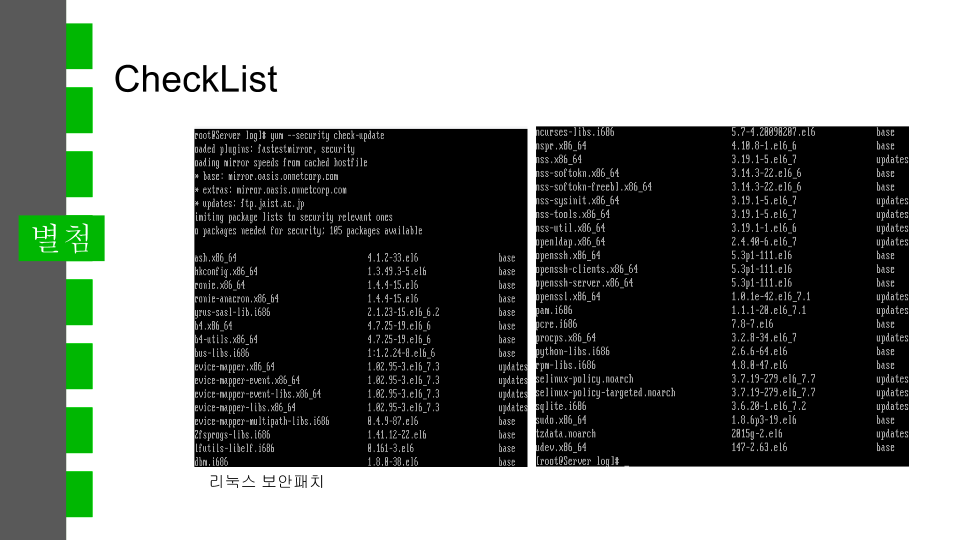 CheckList
별첨
root@Server log]# yum --security check-update
oaded plugins: fastestmirror, security
oading mirror speeds from cached hostfile
* base: mirror.oasis.onnetcorp.com
* extras: mirror.oasis.onnetcorp.com
* updates: ftp.jaist.ac.jp
imiting package lists to security relevant ones
o packages needed for security; 105 packages available
ash.x86_64 4.1.2-33.el6 base
hkconfig.x86_64 1.3.49.3-5.el6 base
ronie.x86_64 1.4.4-15.el6 base
ronie-anacron.x86_64 1.4.4-15.el6 base
yrus-sasl-lib.i686 2.1.23-15.el6_6.2 base
b4.x86_64 4.7.25-19.el6_6 base
b4-utils.x86_64 4.7.25-19.el6_6 base
bus-libs.i686 1:1.2.24-8.el6_6 base
evice-mapper.x86_64 1.02.95-3.el6_7.3 updates
evice-mapper-event.x86_64 1.02.95-3.el6_7.3 updates
evice-mapper-event-libs.x86_64 1.02.95-3.el6_7.3 updates
evice-mapper-libs.x86_64 1.02.95-3.el6_7.3 updates
evice-mapper-multipath-libs.i686 0.4.9-87.el6 base
2fsprogs-libs.i686 1.41.12-22.el6 base
lfutils-libelf.i686 0.161-3.el6 base
dbm.i686 1.8.0-38.el6 base
ncurses-libs.i686 5.7-4.20090207.el6 base
nspr.x86_64 4.10.8-1.el6_6 base
nss.x86_64 3.19.1-5.el6_7 updates
nss-softokn.x86_64 3.14.3-22.el6_6 base
nss-softokn-freebl.x86_64 3.14.3-22.el6_6 base
nss-sysinit.x86_64 3.19.1-5.el6_7 updates
nss-tools.x86_64 3.19.1-5.el6_7 updates
nss-util.x86_64 3.19.1-1.el6_6 updates
openldap.x86_64 2.4.40-6.el6_7 updates
openssh.x86_64 5.3p1-111.el6 base
openssh-clients.x86_64 5.3p1-111.el6 base
openssh-server.x86_64 5.3p1-111.el6 base
openssl.x86_64 1.0.1e-42.el6_7.1 updates
pam.i686 1.1.1-20.el6_7.1 updates
pcre.i686 7.8-7.el6 base
procps.x86_64 3.2.8-34.el6_7 updates
python-libs.i686 2.6.6-64.el6 base
rpm-libs.i686 4.8.0-47.el6 base
selinux-policy.noarch 3.7.19-279.el6_7.7 updates
selinux-policy-targeted.noarch 3.7.19-279.el6_7.7 updates
sqlite.i686 3.6.20-1.el6_7.2 updates
sudo.x86_64 1.8.6p3-19.el6 base
tzdata.noarch 2015g-2.el6 updates
udev.x86_64 147-2.63.el6 base
[root@Server log]# _
리눅스 보안패치